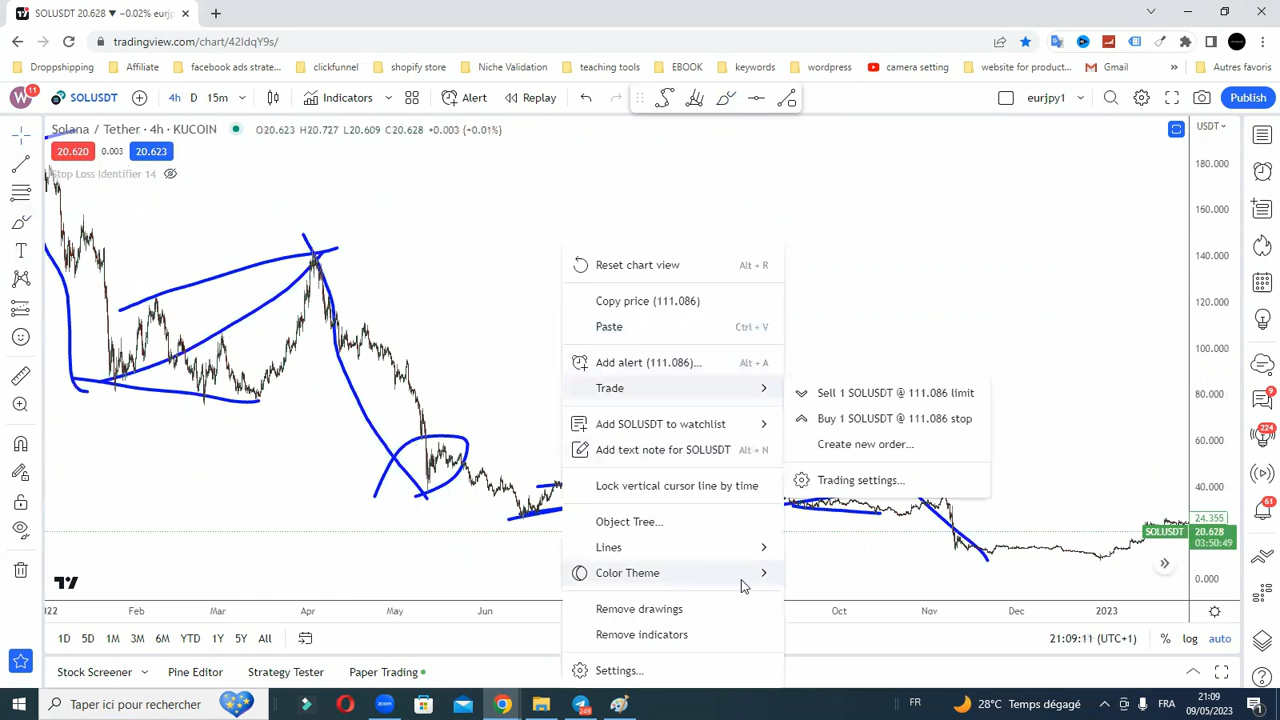 SOLUSDT 20.628 ▼ −0.02% eurjp
tradingview.com/chart/42IdqY9s/
Droppshipping
Affiliate
facebook ads strate...
clickfunnel
shopify store
Niche Validation
teaching tools
EBOOK
keywords
wordpress
camera setting
website for product...
Gmail
»
Autres favoris
W 11
SOLUSDT
4h D 15m
Indicators
Alert
Replay
eurjpy1
Publish
Solana / Tether · 4h · KUCOIN
O20.623 H20.727 L20.609 C20.628 +0.003 (+0.01%)
USDT
20.620
0.003
20.623
Stop Loss Identifier 14
180.000
160.000
140.000
120.000
100.000
80.000
60.000
40.000
24.355
SOLUSDT
20.628
03:50:49
0.000
Reset chart view Alt + R
Copy price (111.086)
Paste Ctrl + V
Add alert (111.086)... Alt + A
Trade
Add SOLUSDT to watchlist
Add text note for SOLUSDT Alt + N
Lock vertical cursor line by time
Object Tree...
Lines
Color Theme
Remove drawings
Remove indicators
Settings...
Sell 1 SOLUSDT @ 111.086 limit
Buy 1 SOLUSDT @ 111.086 stop
Create new order...
Trading settings...
9
224
022 Feb Mar Apr May Jun Oct Nov Dec 2023
1D 5D 1M 3M 6M YTD 1Y 5Y All
21:09:11 (UTC+1)
% log auto
Stock Screener
Pine Editor
Strategy Tester
Paper Trading
Taper ici pour rechercher
zoom
FR
28°C Temps dégagé
21:09
09/05/2023
1